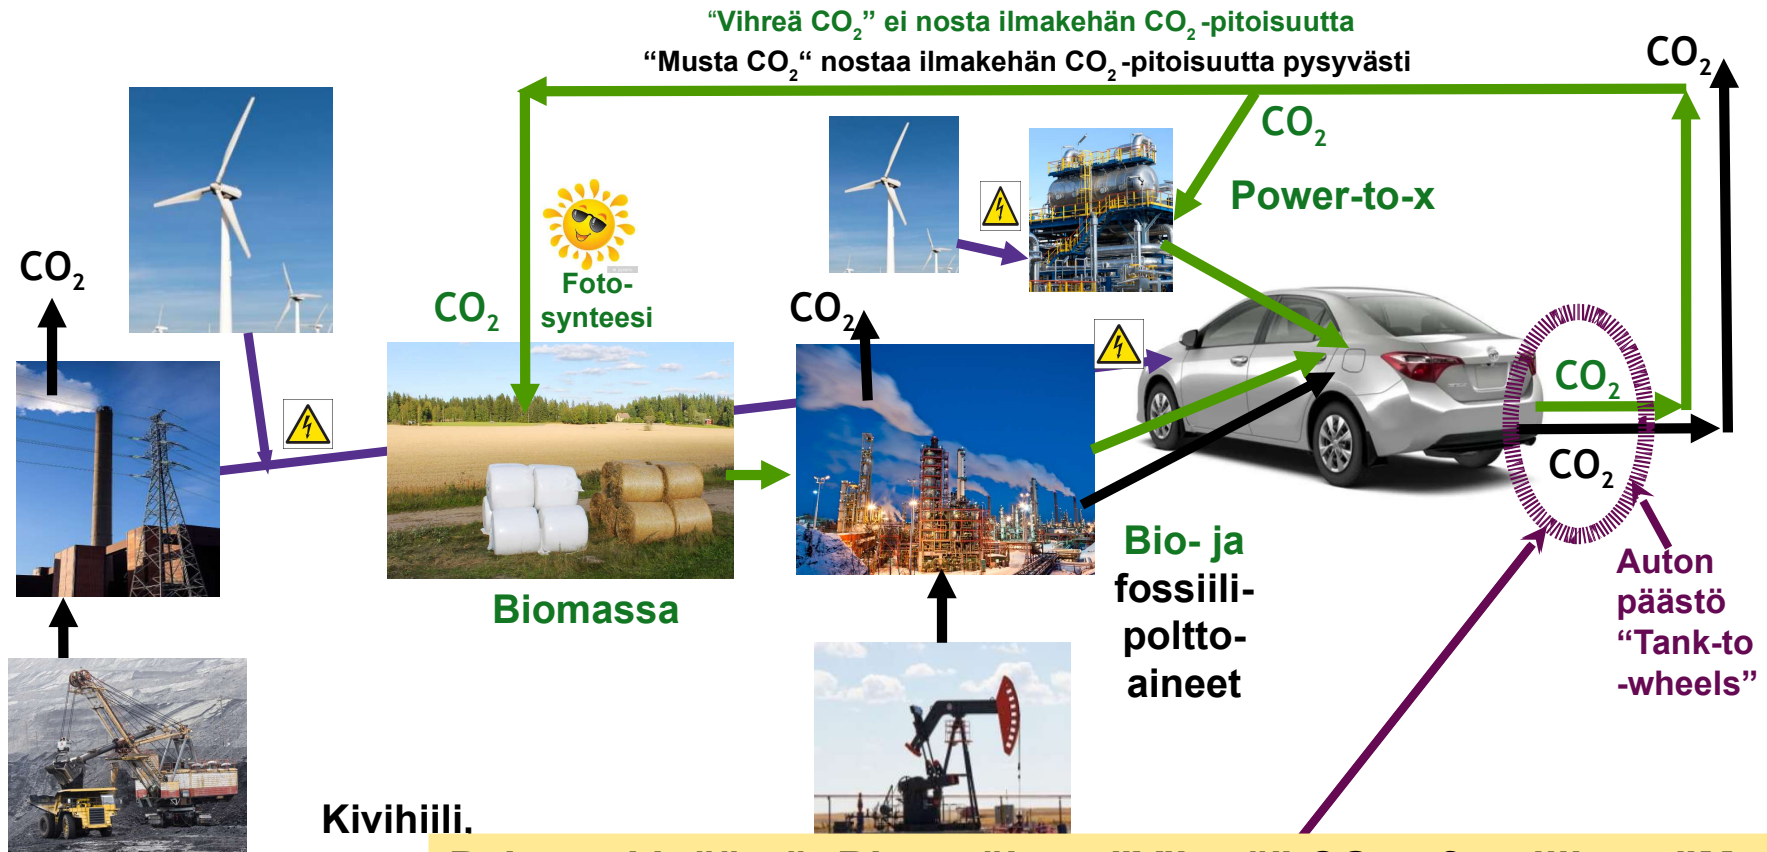 “Vihreä CO2” ei nosta ilmakehän CO2-pitoisuutta
“Musta CO2“ nostaa ilmakehän CO2-pitoisuutta pysyvästi
CO2
CO2
Power-to-x
CO2
Foto-
synteesi
CO2
CO2
CO2
CO2
Bio- ja
fossiili-
poltto-
aineet
Biomassa
Auton
päästö
“Tank-to
-wheels”
Kivihiili,